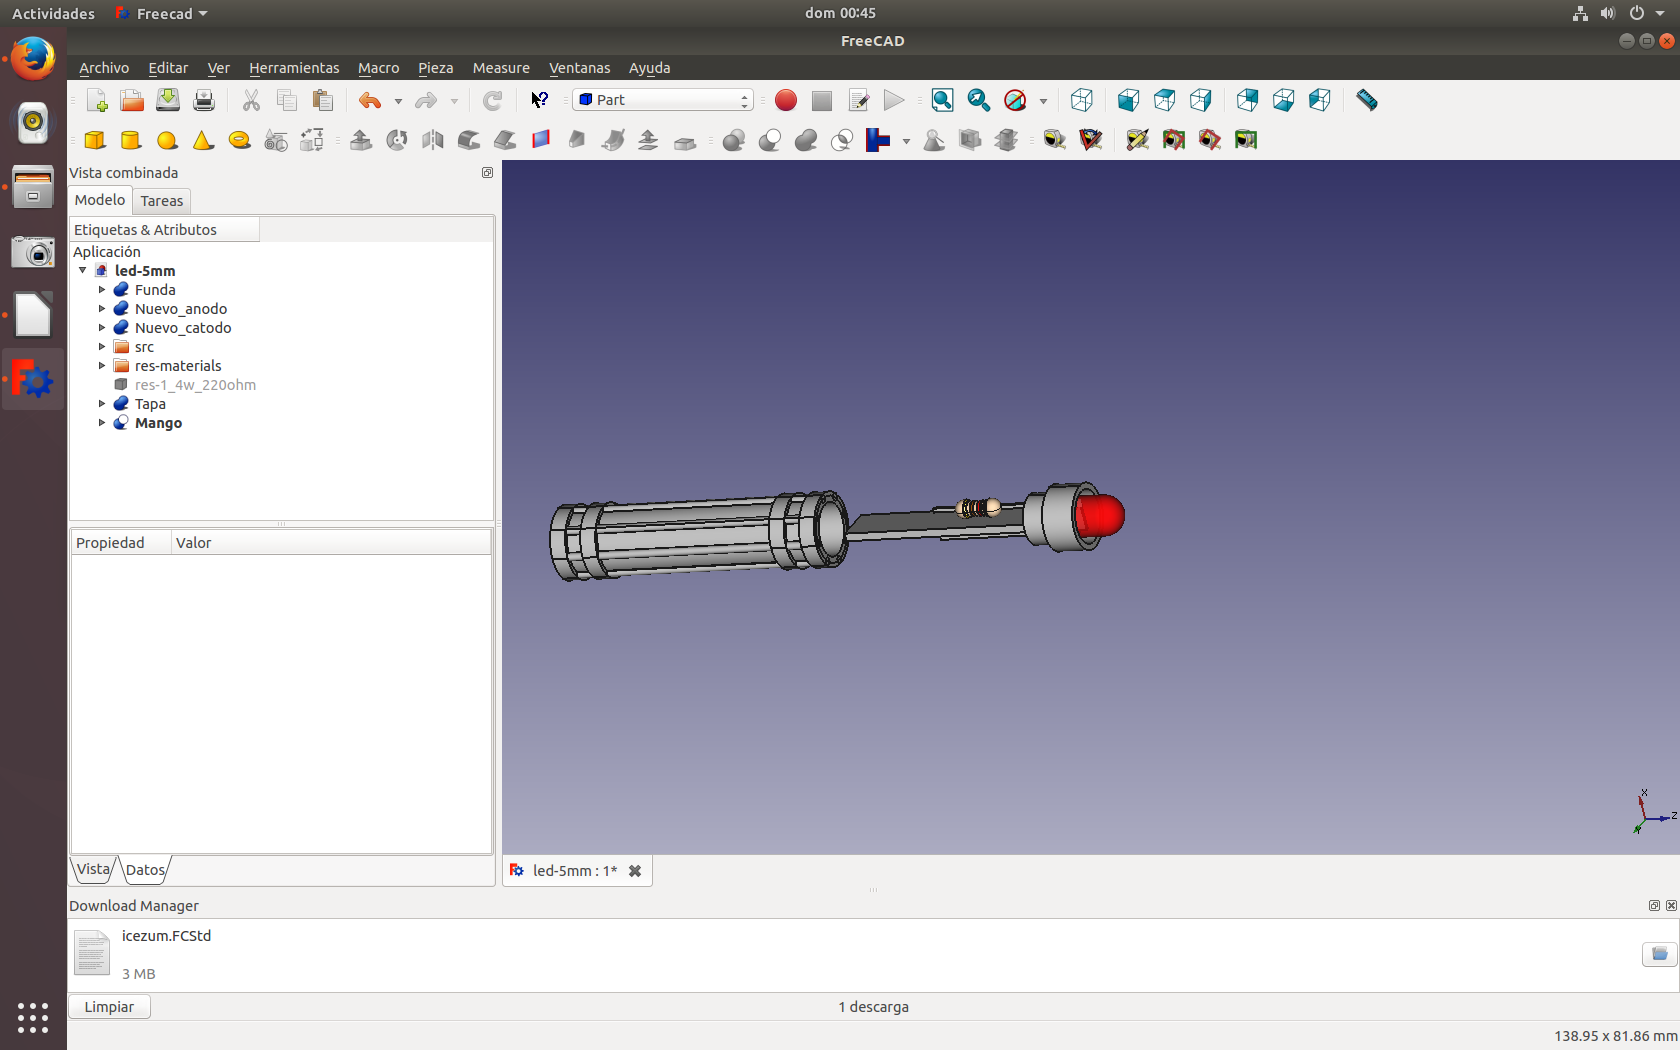 Actividades
Freecad
dom 00:45
FreeCAD
Archivo Editar Ver Herramientas Macro Pieza Measure Ventanas Ayuda
Part
Vista combinada
Modelo Tareas
Etiquetas & Atributos
Aplicación
led-5mm
Funda
Nuevo_anodo
Nuevo_catodo
src
res-materials
res-1_4w_220ohm
Tapa
Mango
Propiedad Valor
X
Z
Y
Vista Datos
led-5mm : 1*
Download Manager
icezum.FCStd
3 MB
Limpiar
1 descarga
138.95 x 81.86 mm